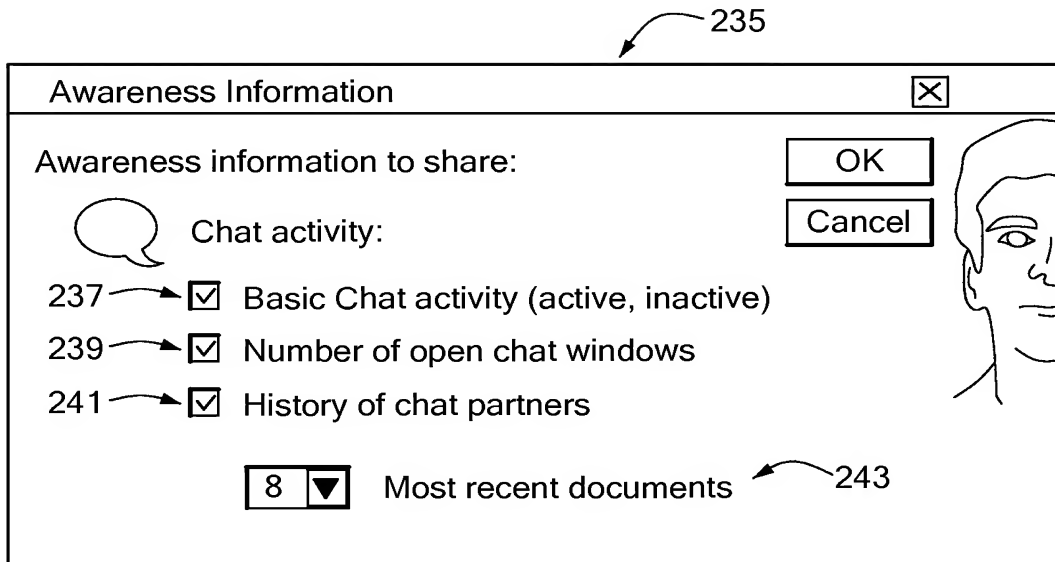 235
Awareness Information
Awareness information to share:
OK
Cancel
Chat activity:
237 Basic Chat activity (active, inactive)
239 Number of open chat windows
241 History of chat partners
8 Most recent documents 243